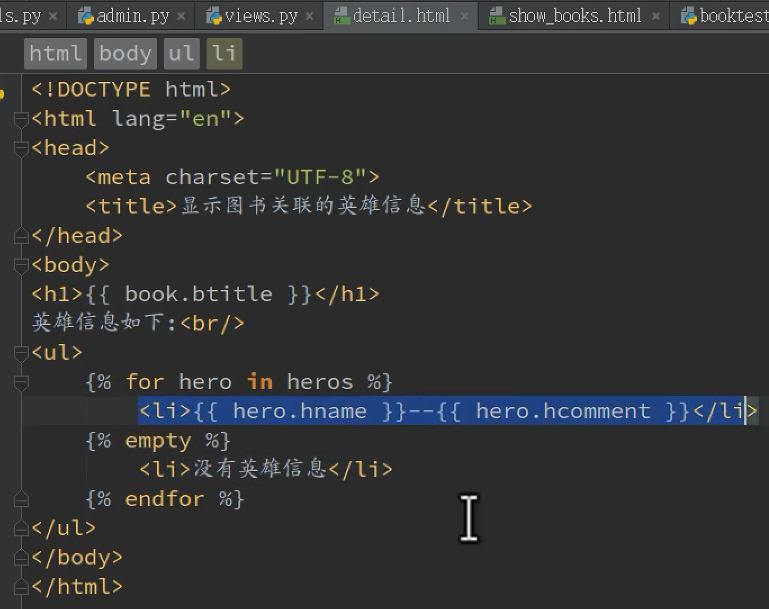 ls.py × admin.py × views.py × detail.html × show_books.html × booktest
html body ul li
<!DOCTYPE html>
<html lang="en">
<head>
<meta charset="UTF-8">
<title>显示图书关联的英雄信息</title>
</head>
<body>
<h1>{{ book.btitle }}</h1>
英雄信息如下:<br/>
<ul>
{% for hero in heros %}
<li>{{ hero.hname }}--{{ hero.hcomment }}</li>
{% empty %}
<li>没有英雄信息</li>
{% endfor %}
</ul>
</body>
</html>